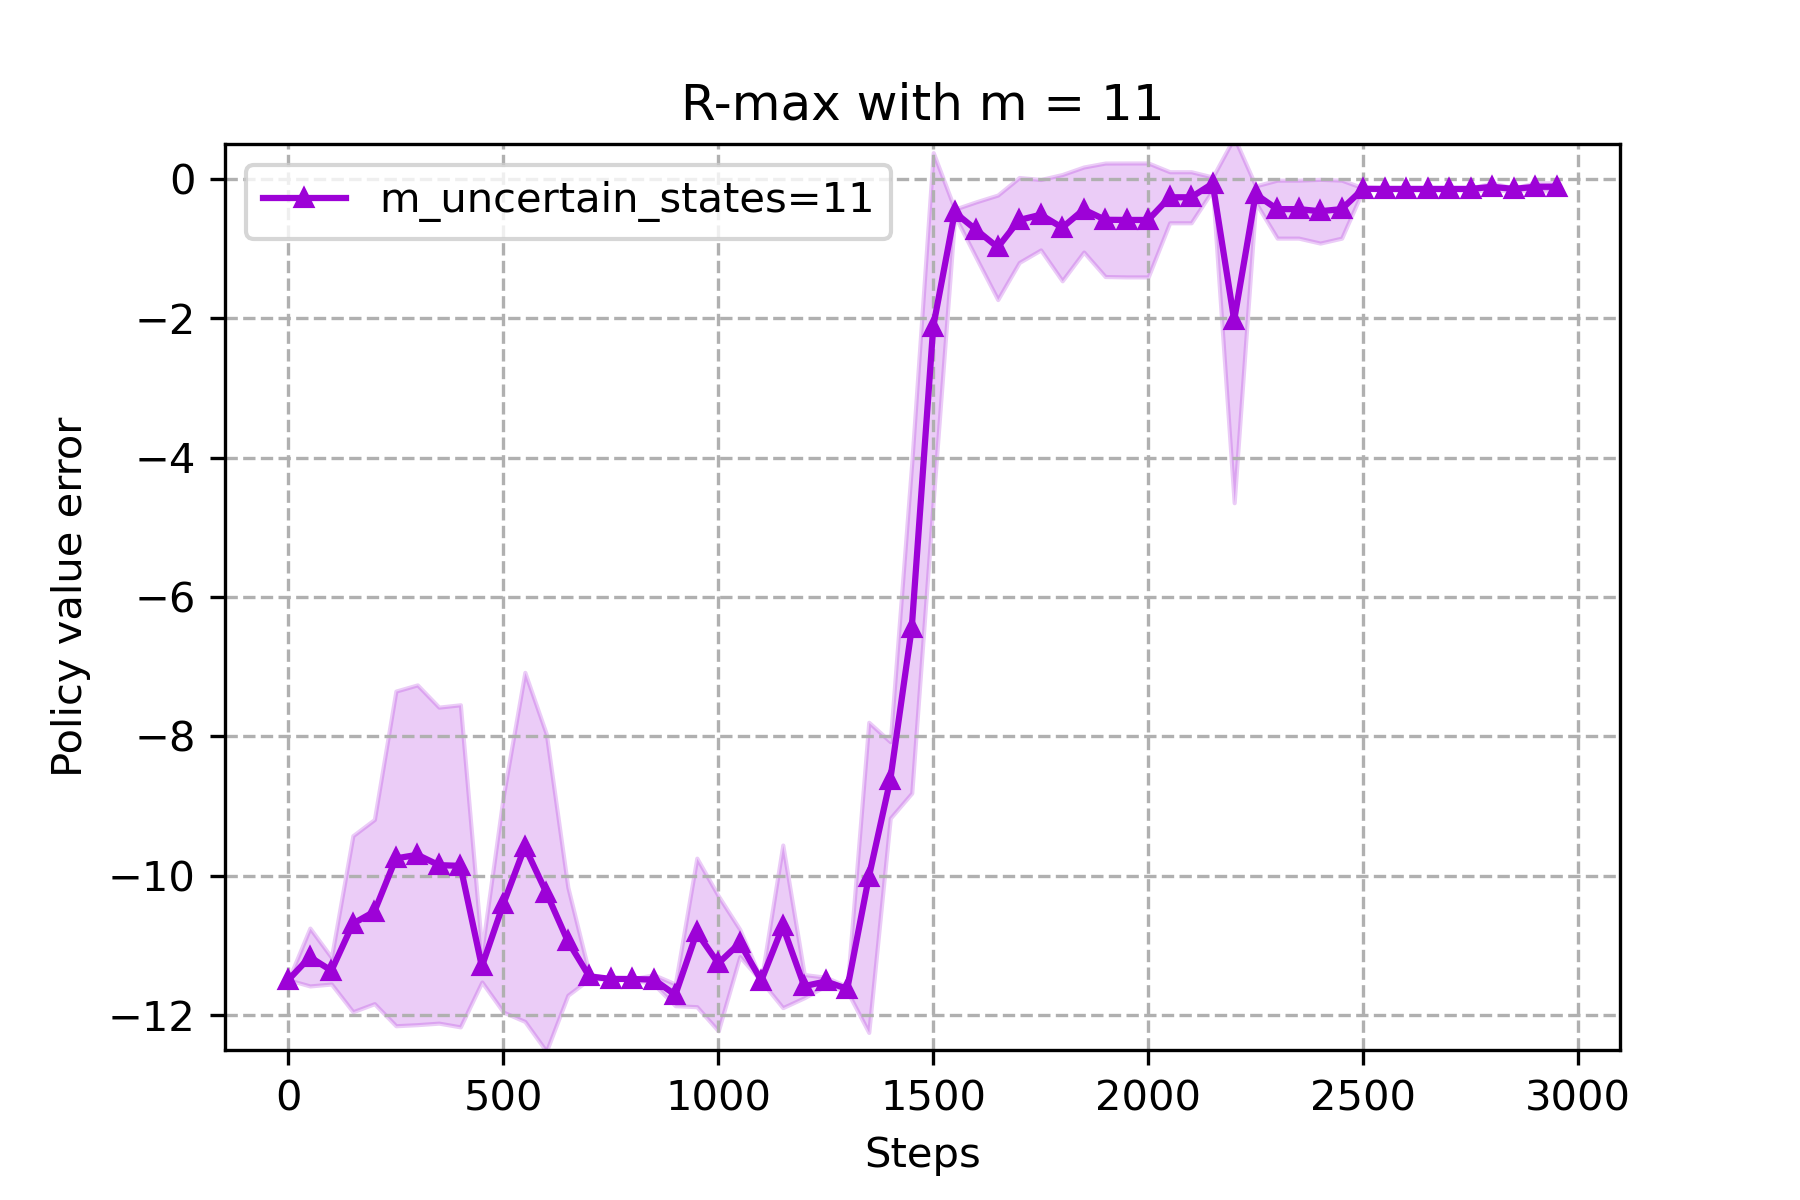 R-max with m = 11
m_uncertain_states=11
Policy value error
0
−2
−4
−6
−8
−10
−12
0 500 1000 1500 2000 2500 3000
Steps